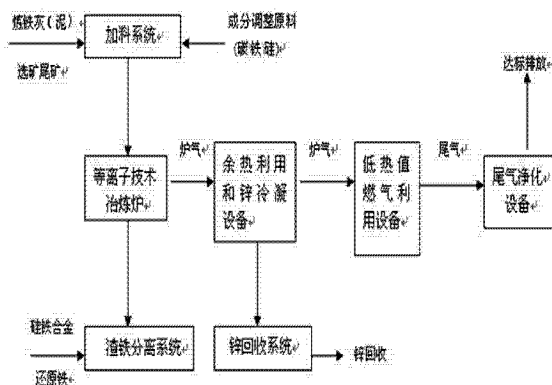 炼铁灰(泥)
选矿尾矿
加料系统
成分调整原料
(碳铁硅)
达标排放
等离子技术
冶炼炉
炉气
余热利用
和锌冷凝
设备
炉气
低热值
燃气利
用设备
尾气
尾气净化
设备
硅铁合金
还原铁
渣铁分离系统
锌回收系统
锌回收